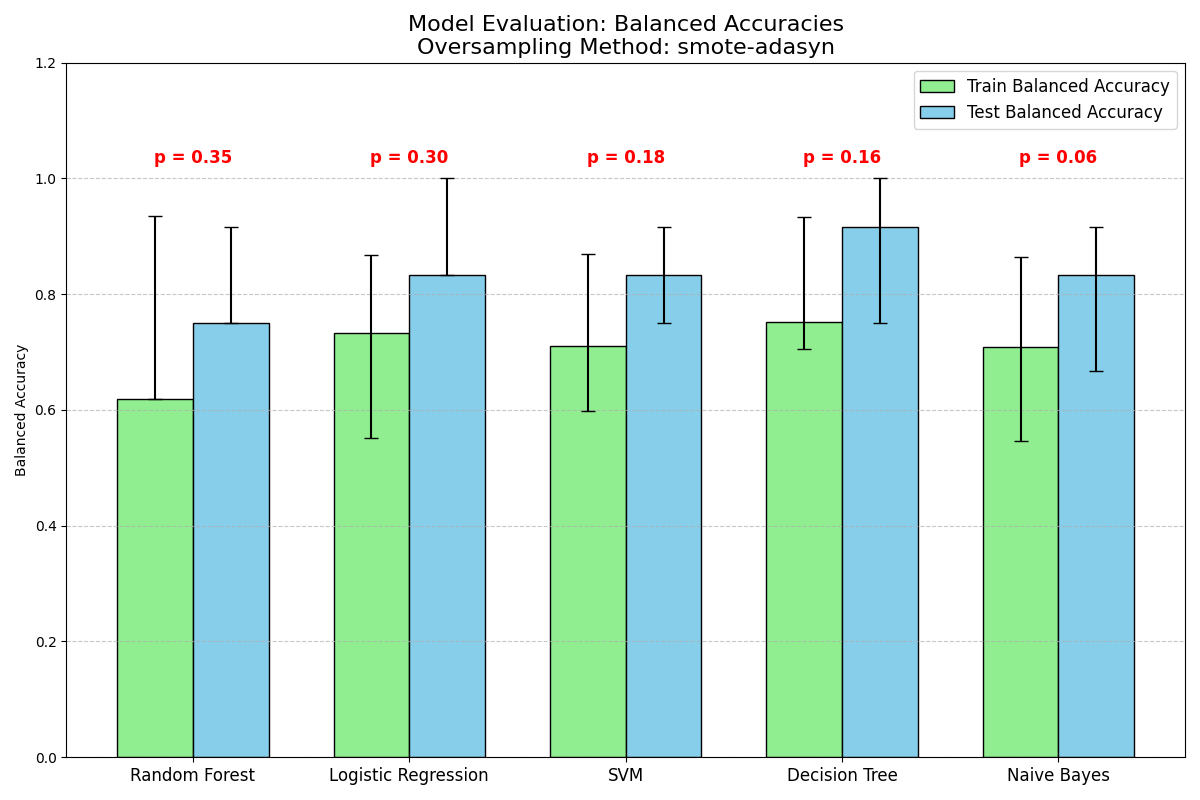 Model Evaluation: Balanced Accuracies
Oversampling Method: smote-adasyn
Train Balanced Accuracy
Test Balanced Accuracy
p = 0.35
p = 0.30
p = 0.18
p = 0.16
p = 0.06
Balanced Accuracy
1.2
1.0
0.8
0.6
0.4
0.2
0.0
Random Forest
Logistic Regression
SVM
Decision Tree
Naive Bayes